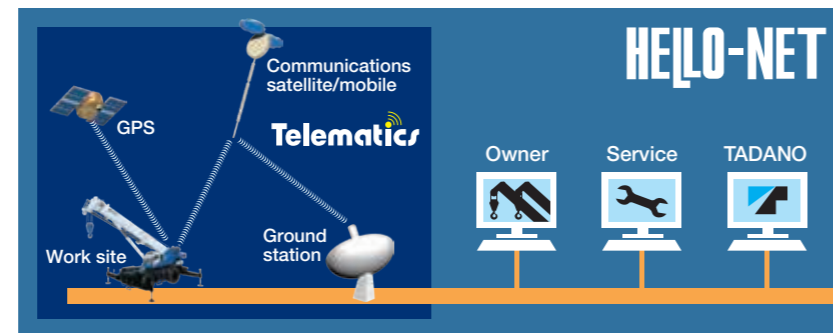 HELLO-NET
Communications
satellite/mobile
GPS
Telematics
Owner
Service
TADANO
Work site
Ground
station